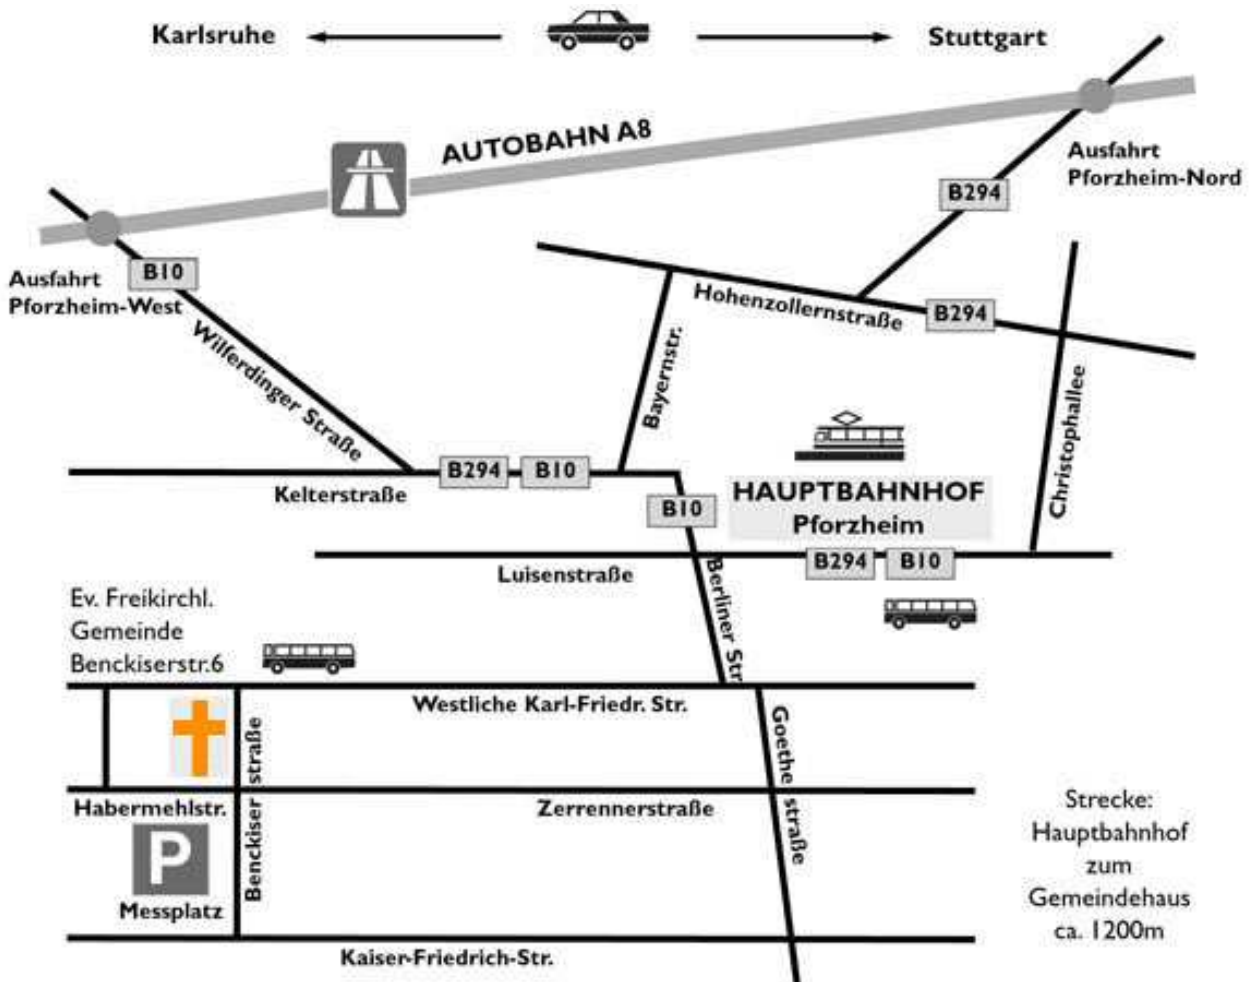 Karlsruhe
Stuttgart
AUTOBAHN A8
Ausfahrt
Pforzheim-Nord
B294
Ausfahrt
Pforzheim-West
B10
Hohenzollernstraße
B294
Wilferdinger Straße
Bayernstr.
Christophallee
B294
B10
Kelterstraße
HAUPTBAHNHOF
Pforzheim
B10
B294
B10
Luisenstraße
Berliner Str.
Ev. Freikirchl.
Gemeinde
Benckiserstr.6
Westliche Karl-Friedr. Str.
Goethe straße
Benckiser straße
Habermehlstr.
Zerrennerstraße
P
Messplatz
Strecke:
Hauptbahnhof
zum
Gemeindehaus
ca. 1200m
Kaiser-Friedrich-Str.